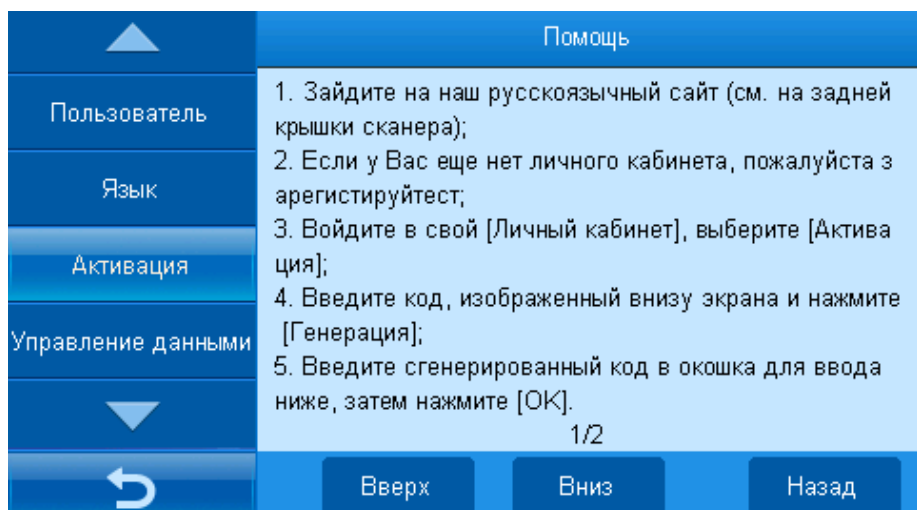 Помощь
Пользователь
Язык
Активация
Управление данными
1. Зайдите на наш русскоязычный сайт (см. на задней
крышки сканера);
2. Если у Вас еще нет личного кабинета, пожалуйста з
арегистируйтест;
3. Войдите в свой [Личный кабинет], выберите [Актива
ция];
4. Введите код, изображенный внизу экрана и нажмите
[Генерация];
5. Введите сгенерированный код в окошка для ввода
ниже, затем нажмите [OK].
1/2
Вверх
Вниз
Назад